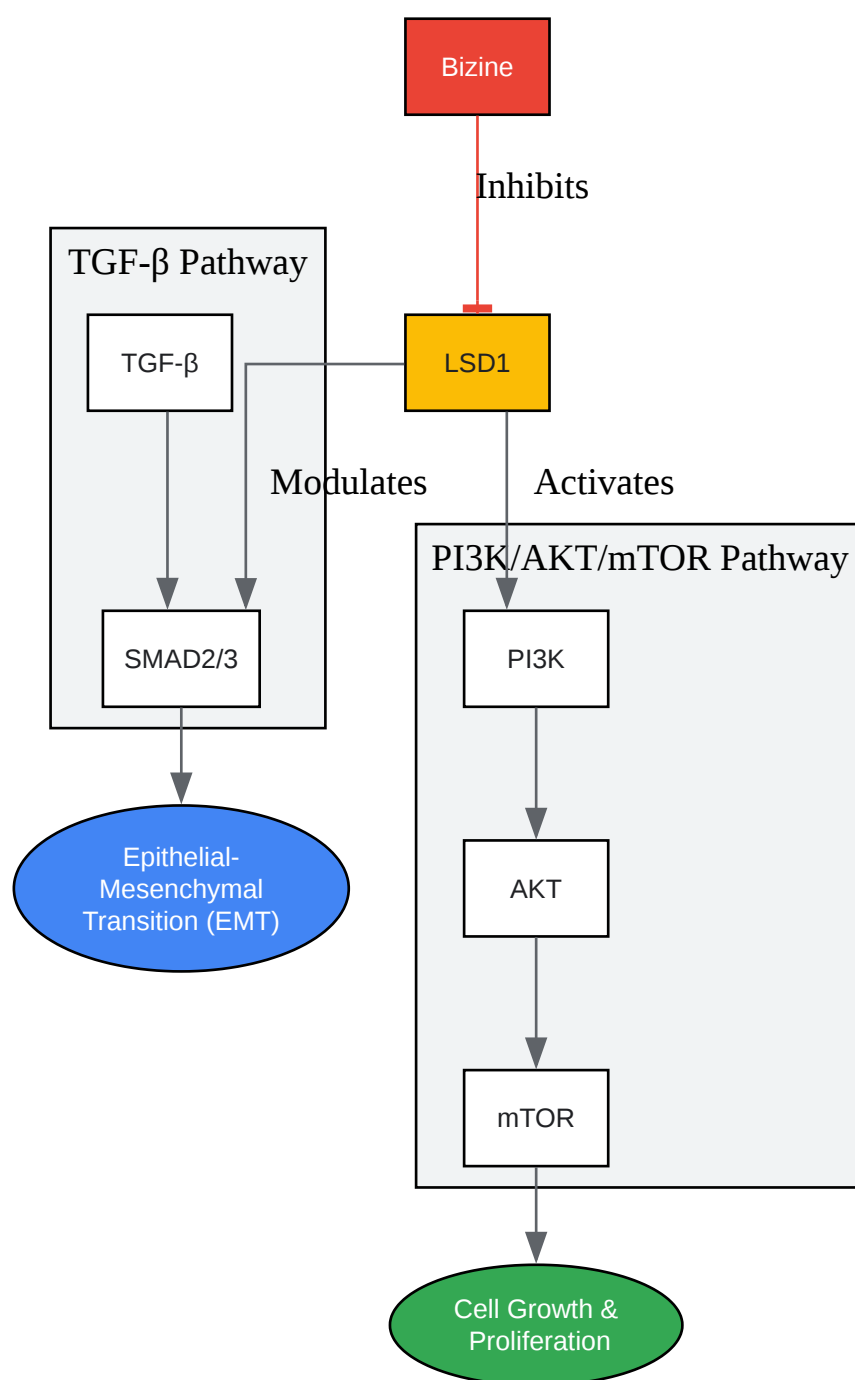 Bizine
Inhibits
TGF-β Pathway
TGF-β
LSD1
Modulates
Activates
PI3K/AKT/mTOR Pathway
SMAD2/3
PI3K
Epithelial-
Mesenchymal
Transition (EMT)
AKT
mTOR
Cell Growth &
Proliferation